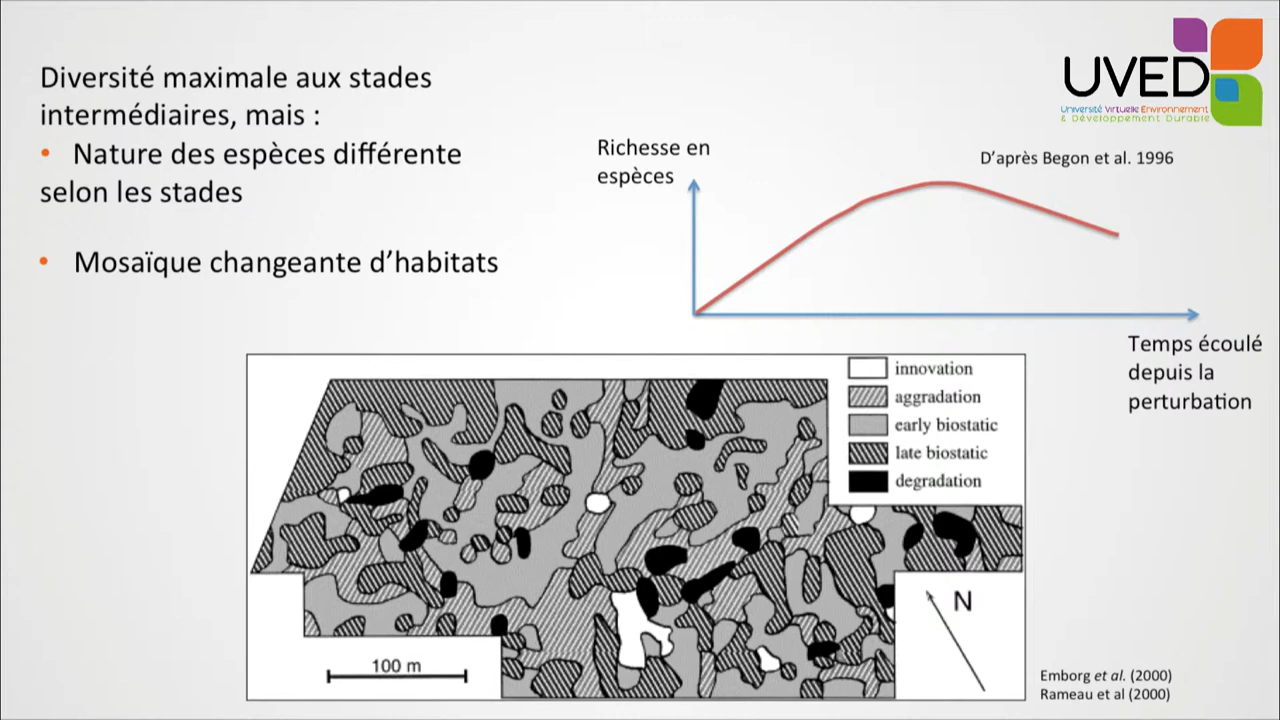 Diversité maximale aux stades
intermédiaires, mais :
• Nature des espèces différente
selon les stades
• Mosaïque changeante d'habitats
UVED
Université Virtuelle Environnement
& Développement Durable
Richesse en
espèces
D'après Begon et al. 1996
Temps écoulé
depuis la
perturbation
innovation
aggradation
early biostatic
late biostatic
degradation
N
100 m
Emborg et al. (2000)
Rameau et al (2000)